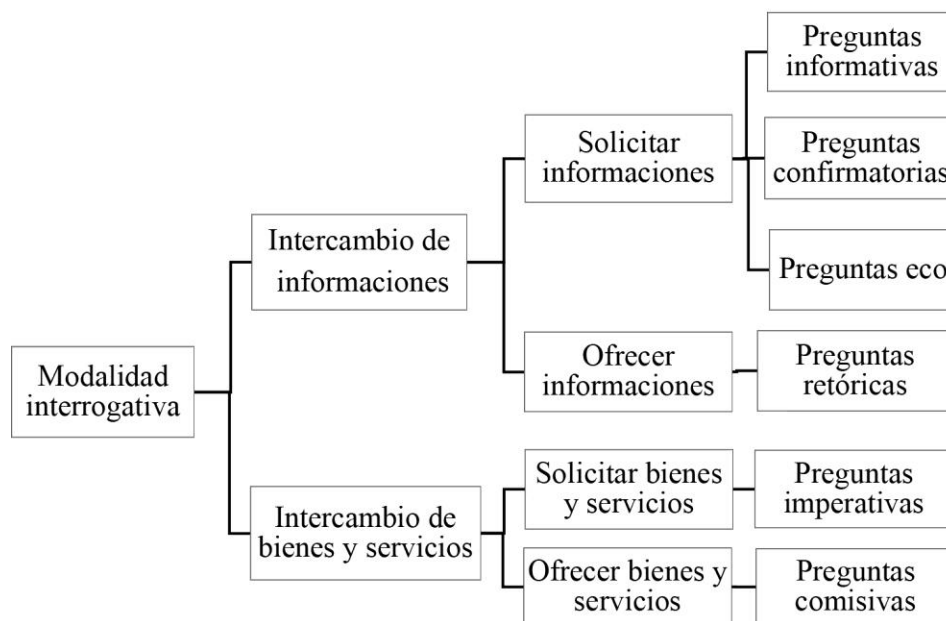 Modalidad
interrogativa
Intercambio de
informaciones
Solicitar
informaciones
Preguntas
informativas
Preguntas
confirmatorias
Preguntas eco
Ofrecer
informaciones
Preguntas
retóricas
Intercambio de
bienes y servicios
Solicitar bienes
y servicios
Preguntas
imperativas
Ofrecer bienes y
servicios
Preguntas
comisivas